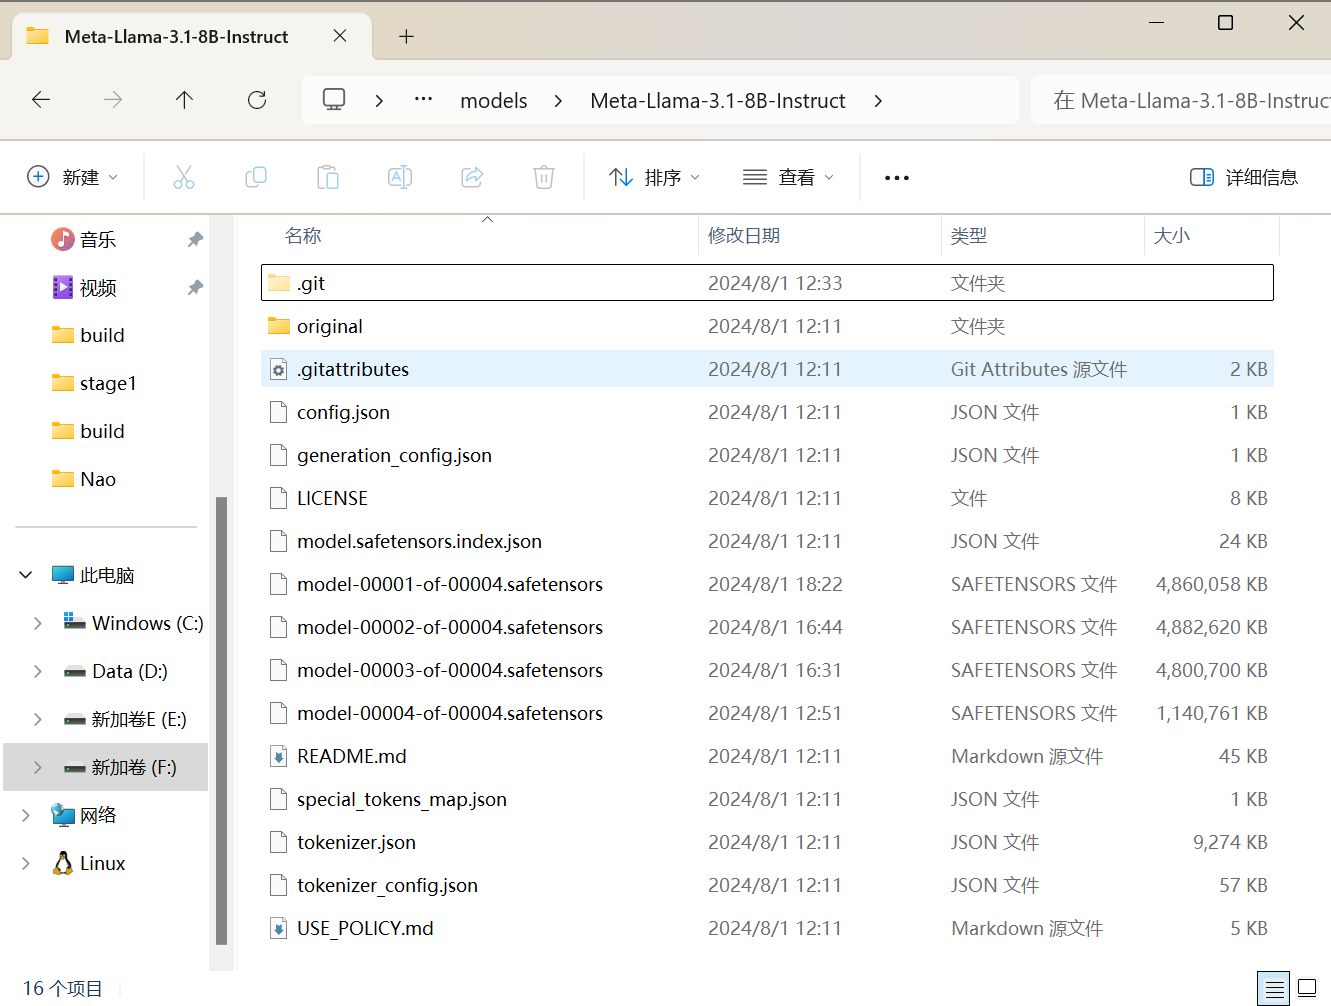 Meta-Llama-3.1-8B-Instruct
models Meta-Llama-3.1-8B-Instruct 在 Meta-Llama-3.1-8B-Instruct
新建 排序 查看 详细信息
音乐
视频
build
stage1
build
Nao
此电脑
Windows (C:)
Data (D:)
新加卷E (E:)
新加卷 (F:)
网络
Linux
名称 修改日期 类型 大小
.git 2024/8/1 12:33 文件夹
original 2024/8/1 12:11 文件夹
.gitattributes 2024/8/1 12:11 Git Attributes 源文件 2 KB
config.json 2024/8/1 12:11 JSON 文件 1 KB
generation_config.json 2024/8/1 12:11 JSON 文件 1 KB
LICENSE 2024/8/1 12:11 文件 8 KB
model.safetensors.index.json 2024/8/1 12:11 JSON 文件 24 KB
model-00001-of-00004.safetensors 2024/8/1 18:22 SAFETENSORS 文件 4,860,058 KB
model-00002-of-00004.safetensors 2024/8/1 16:44 SAFETENSORS 文件 4,882,620 KB
model-00003-of-00004.safetensors 2024/8/1 16:31 SAFETENSORS 文件 4,800,700 KB
model-00004-of-00004.safetensors 2024/8/1 12:51 SAFETENSORS 文件 1,140,761 KB
README.md 2024/8/1 12:11 Markdown 源文件 45 KB
special_tokens_map.json 2024/8/1 12:11 JSON 文件 1 KB
tokenizer.json 2024/8/1 12:11 JSON 文件 9,274 KB
tokenizer_config.json 2024/8/1 12:11 JSON 文件 57 KB
USE_POLICY.md 2024/8/1 12:11 Markdown 源文件 5 KB
16 个项目